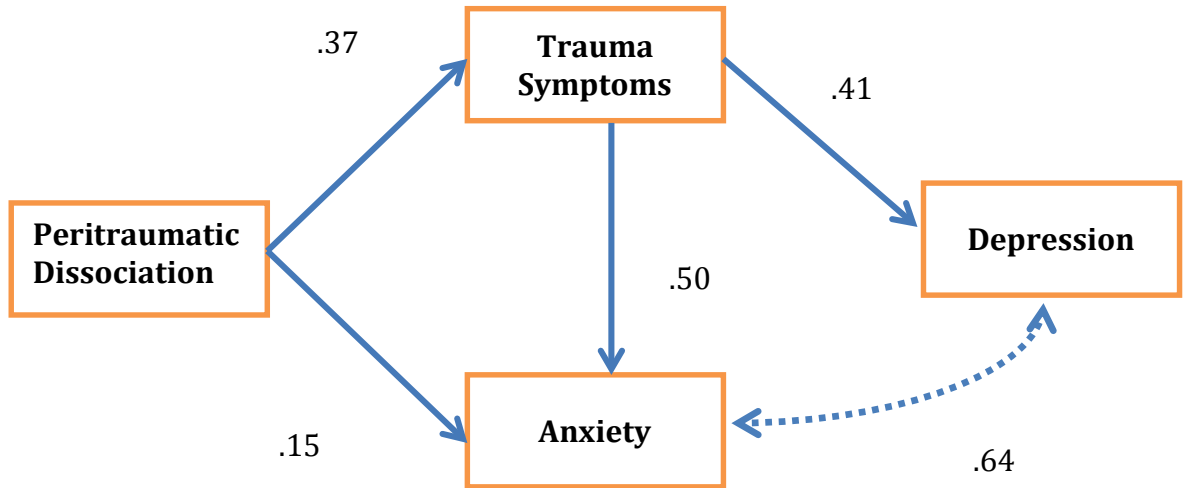 .37
Trauma
Symptoms
.41
Peritraumatic
Dissociation
Depression
.50
Anxiety
.15
.64